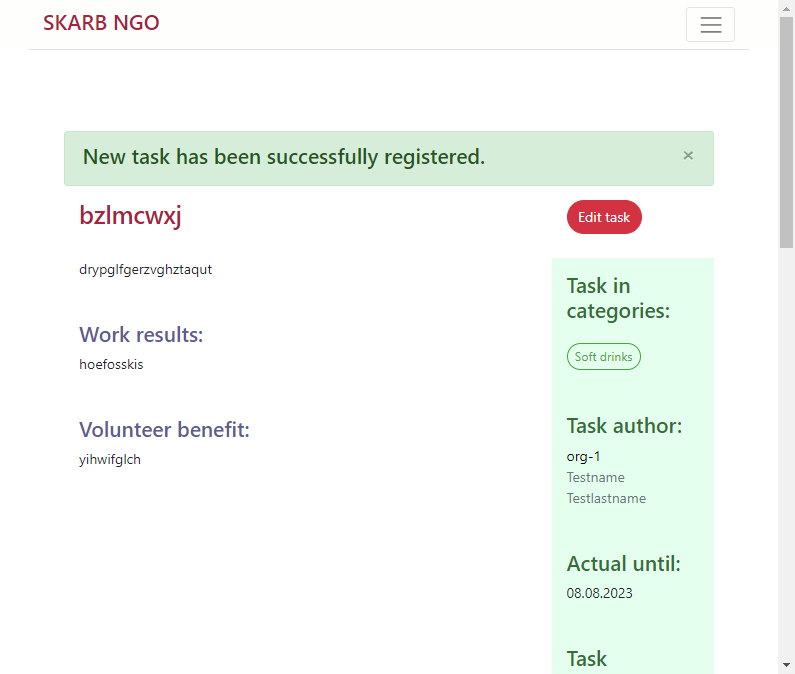 SKARB NGO
New task has been successfully registered.
×
bzlmcwxj
Edit task
drypglfgerzvghztaqut
Work results:
hoefosskis
Volunteer benefit:
yihwifglch
Task in
categories:
Soft drinks
Task author:
org-1
Testname
Testlastname
Actual until:
08.08.2023
Task